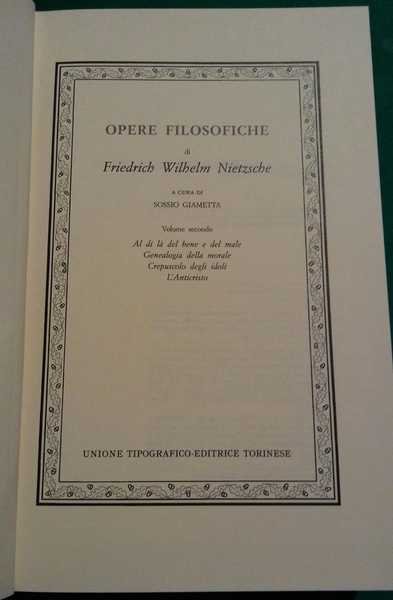 OPERE FILOSOFICHE
di
Friedrich Wilhelm Nietzsche
A CURA DI
SOSSIO GIAMETTA
Volume secondo
Al di là del bene e del male
Genealogia della morale
Crepuscolo degli idoli
L'Anticristo
UNIONE TIPOGRAFICO-EDITRICE TORINESE